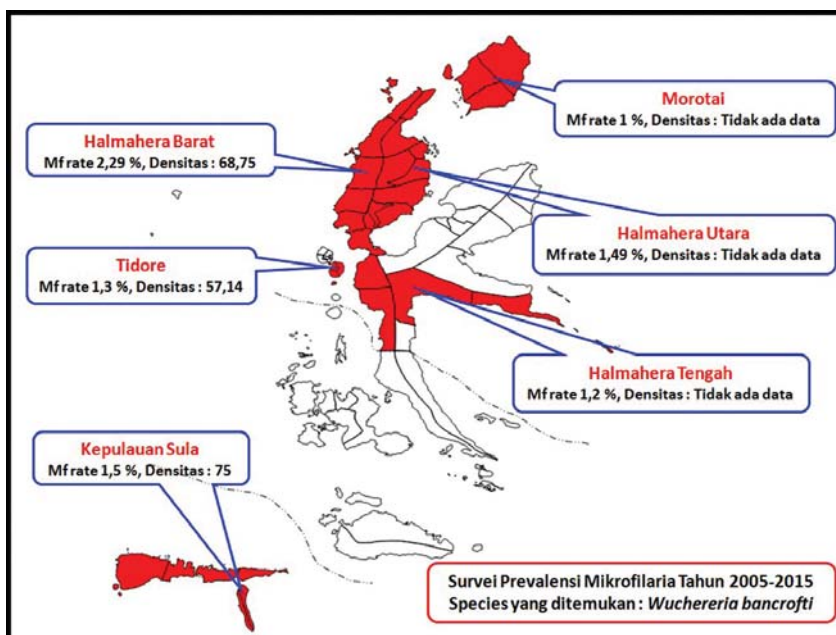 Morotai
Mf rate 1 %, Densitas : Tidak ada data
Halmahera Barat
Mf rate 2,29 %, Densitas : 68,75
Halmahera Utara
Mf rate 1,49 %, Densitas : Tidak ada data
Tidore
Mf rate 1,3 %, Densitas : 57,14
Halmahera Tengah
Mf rate 1,2 %, Densitas : Tidak ada data
Kepulauan Sula
Mf rate 1,5 %, Densitas : 75
Survei Prevalensi Mikrofilaria Tahun 2005-2015
Species yang ditemukan : Wuchereria bancrofti